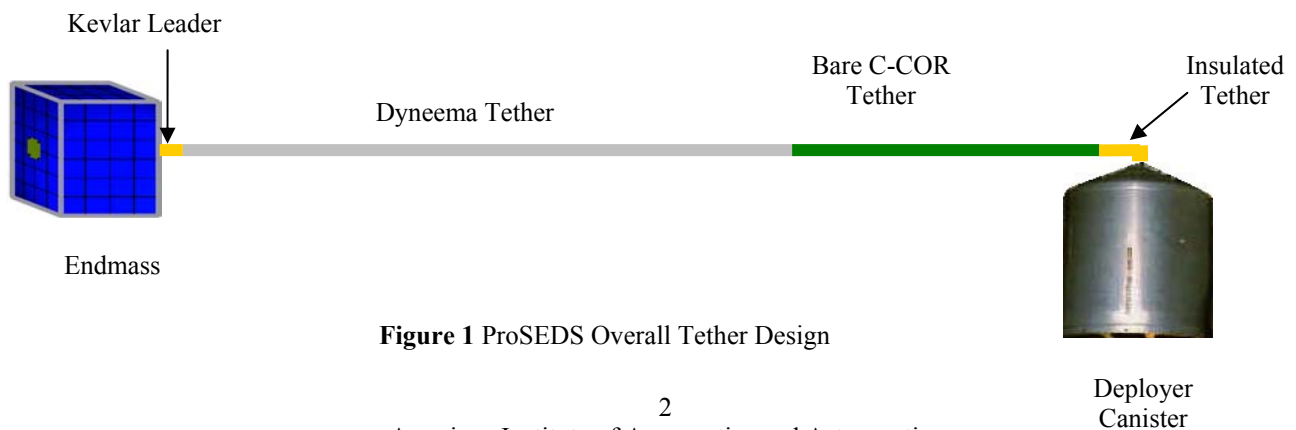 Kevlar Leader
Dyneema Tether
Bare C-COR
Tether
Insulated
Tether
Endmass
Figure 1 ProSEDS Overall Tether Design
Deployer
Canister
2